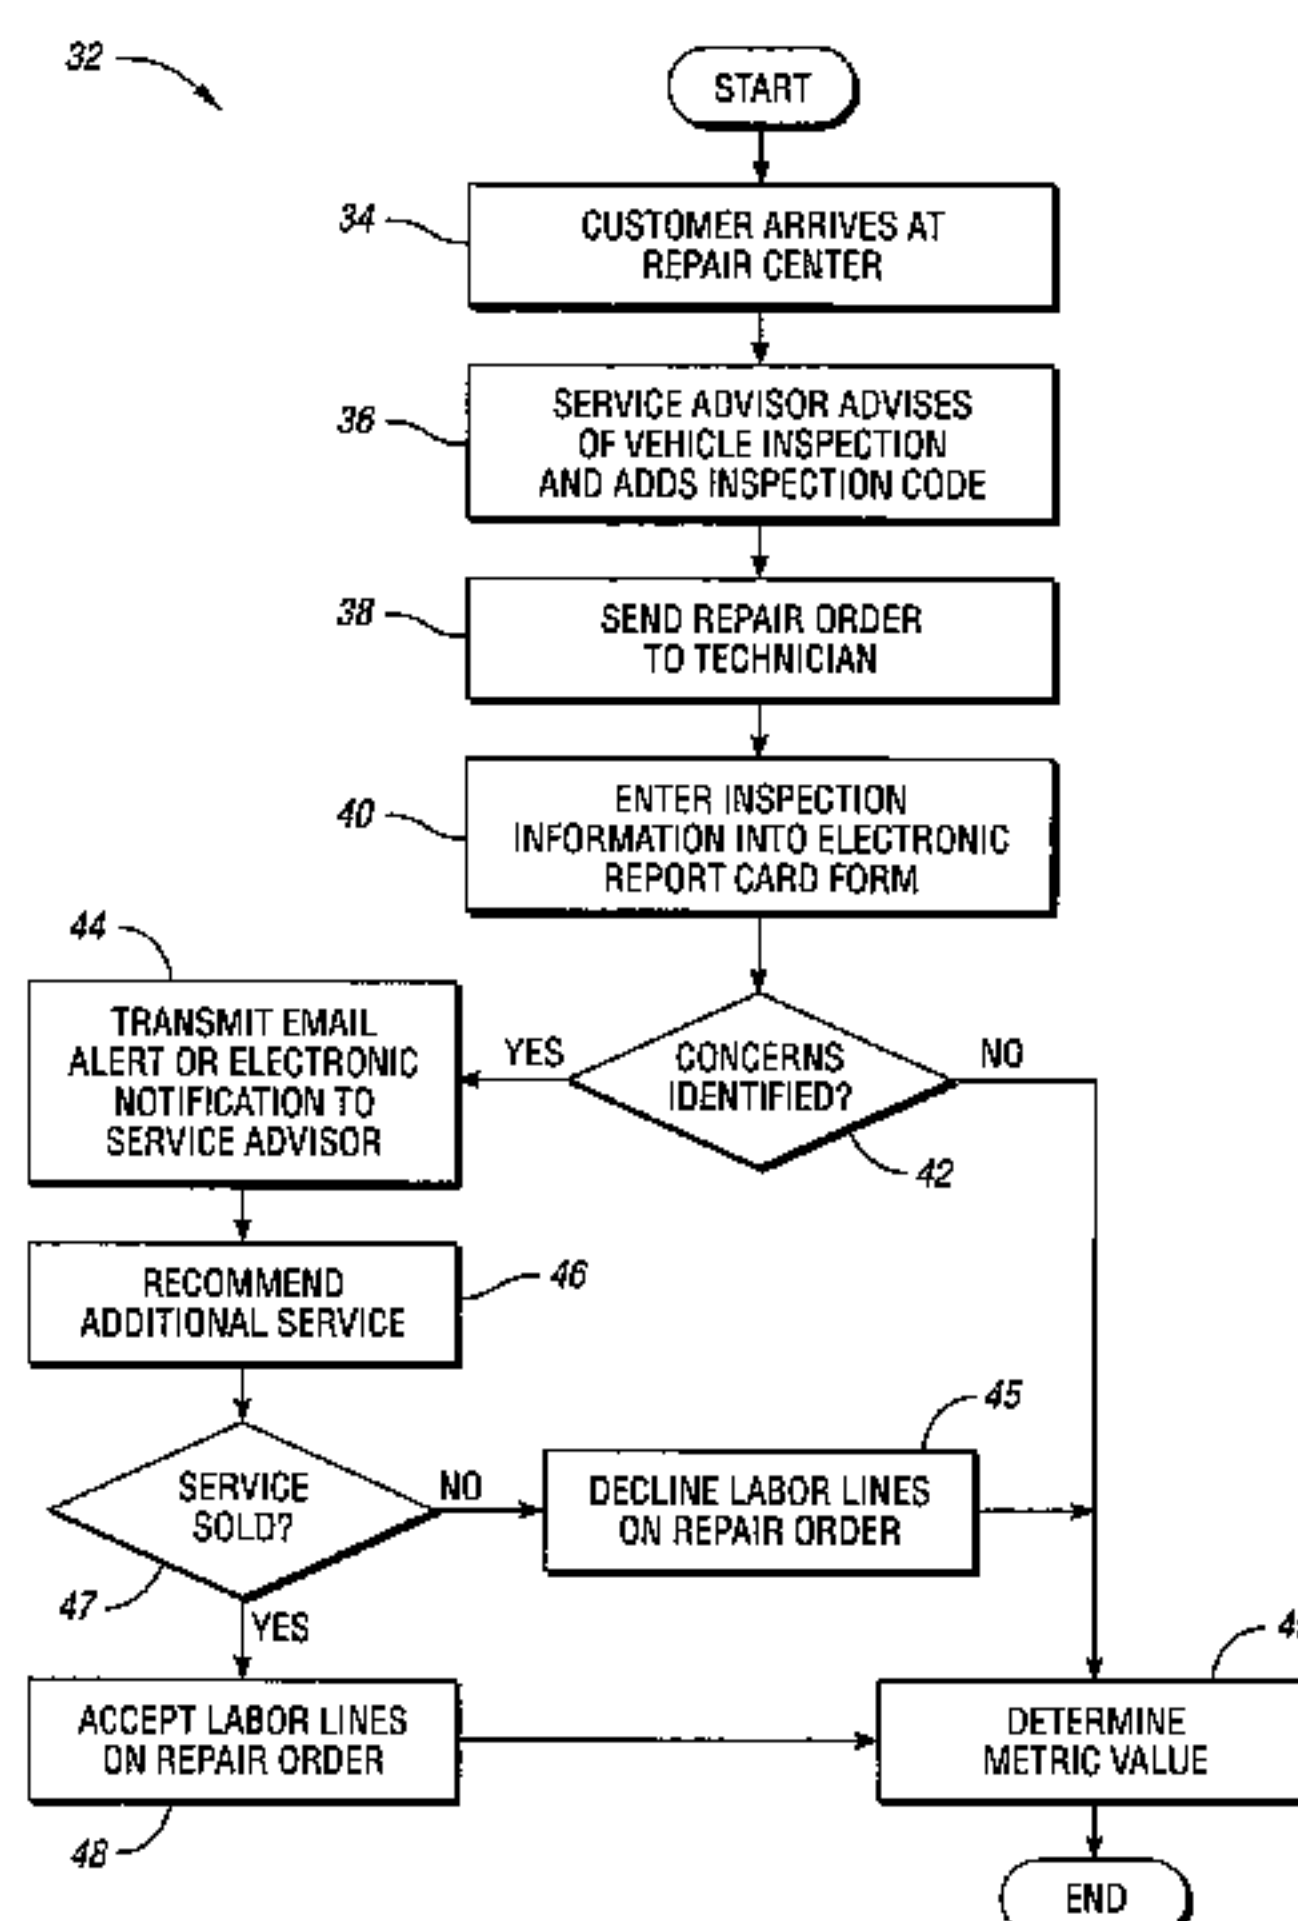 32
START
34
CUSTOMER ARRIVES AT
REPAIR CENTER
36
SERVICE ADVISOR ADVISES
OF VEHICLE INSPECTION
AND ADDS INSPECTION CODE
38
SEND REPAIR ORDER
TO TECHNICIAN
40
ENTER INSPECTION
INFORMATION INTO ELECTRONIC
REPORT CARD FORM
44
TRANSMIT EMAIL
ALERT OR ELECTRONIC
NOTIFICATION TO
SERVICE ADVISOR
YES
CONCERNS
IDENTIFIED?
NO
42
RECOMMEND
ADDITIONAL SERVICE
46
SERVICE
SOLD?
NO
47
YES
45
DECLINE LABOR LINES
ON REPAIR ORDER
ACCEPT LABOR LINES
ON REPAIR ORDER
48
DETERMINE
METRIC VALUE
END